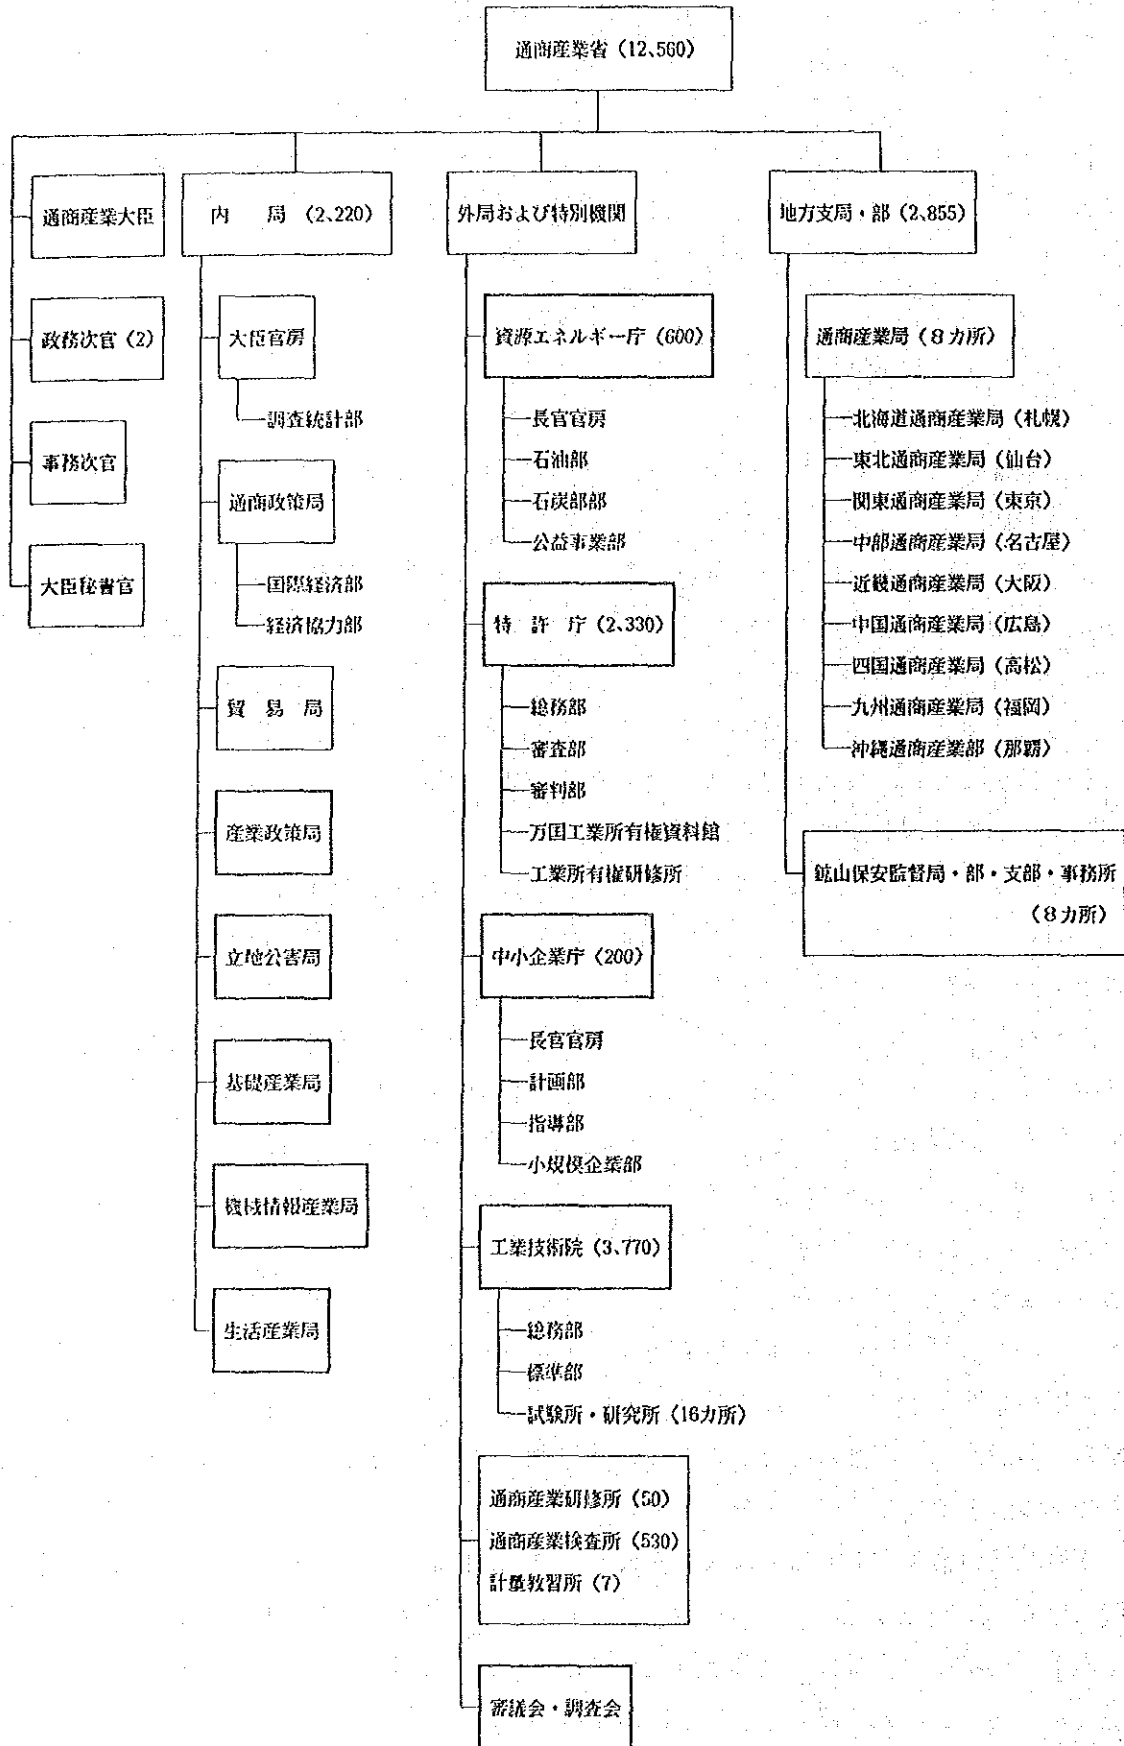 通商産業省 (12,560)
通商産業大臣
政務次官 (2)
事務次官
大臣秘書官
内 局 (2,220)
大臣官房
調査統計部
通商政策局
国際経済部
経済協力部
貿 易 局
産業政策局
立地公害局
基礎産業局
機械情報産業局
生活産業局
外局および特別機関
資源エネルギー庁 (600)
長官官房
石油部
石炭部部
公益事業部
特 許 庁 (2,330)
総務部
審査部
審判部
万国工業所有権資料館
工業所有権研修所
中小企業庁 (200)
長官官房
計画部
指導部
小規模企業部
工業技術院 (3,770)
総務部
標準部
試験所・研究所 (16カ所)
通商産業研修所 (50)
通商産業検査所 (530)
計量教習所 (7)
審議会・調査会
地方支局・部 (2,855)
通商産業局 (8カ所)
北海道通商産業局 (札幌)
東北通商産業局 (仙台)
関東通商産業局 (東京)
中部通商産業局 (名古屋)
近畿通商産業局 (大阪)
中国通商産業局 (広島)
四国通商産業局 (高松)
九州通商産業局 (福岡)
沖縄通商産業部 (那覇)
鉱山保安監督局・部・支部・事務所
(8カ所)